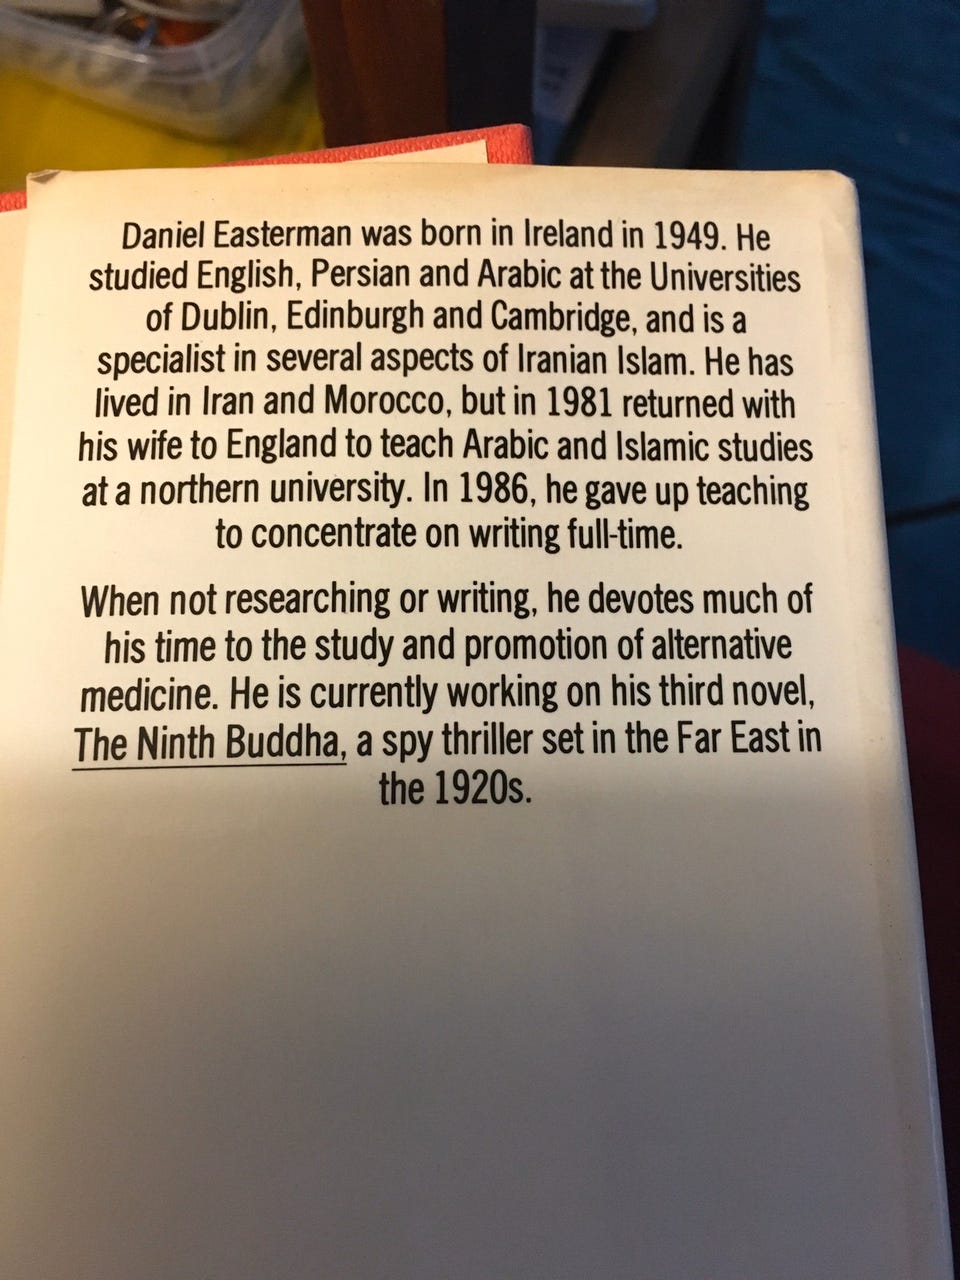 Daniel Easterman was born in Ireland in 1949. He
studied English, Persian and Arabic at the Universities
of Dublin, Edinburgh and Cambridge, and is a
specialist in several aspects of Iranian Islam. He has
lived in Iran and Morocco, but in 1981 returned with
his wife to England to teach Arabic and Islamic studies
at a northern university. In 1986, he gave up teaching
to concentrate on writing full-time.
When not researching or writing, he devotes much of
his time to the study and promotion of alternative
medicine. He is currently working on his third novel,
The Ninth Buddha, a spy thriller set in the Far East in
the 1920s.